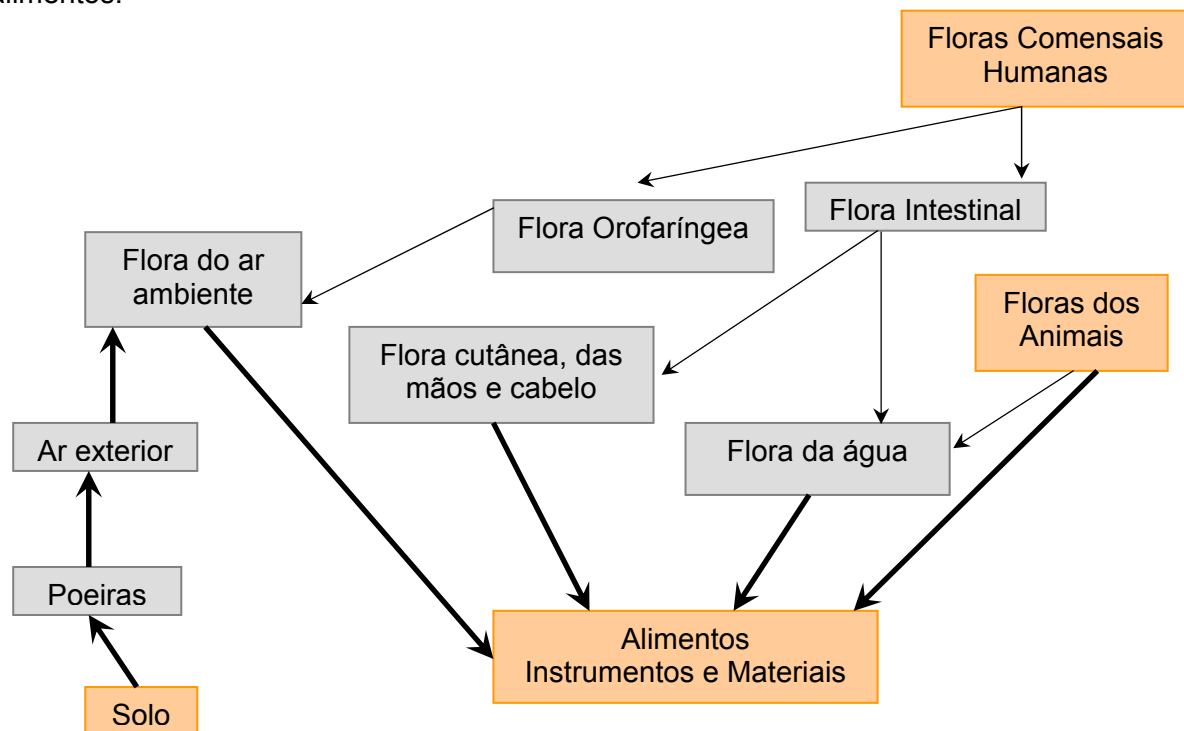 alimentos.
Floras Comensais
Humanas
Flora Intestinal
Flora Orofaríngea
Flora do ar
ambiente
Floras dos
Animais
Flora cutânea, das
mãos e cabelo
Ar exterior
Flora da água
Poeiras
Alimentos
Instrumentos e Materiais
Solo